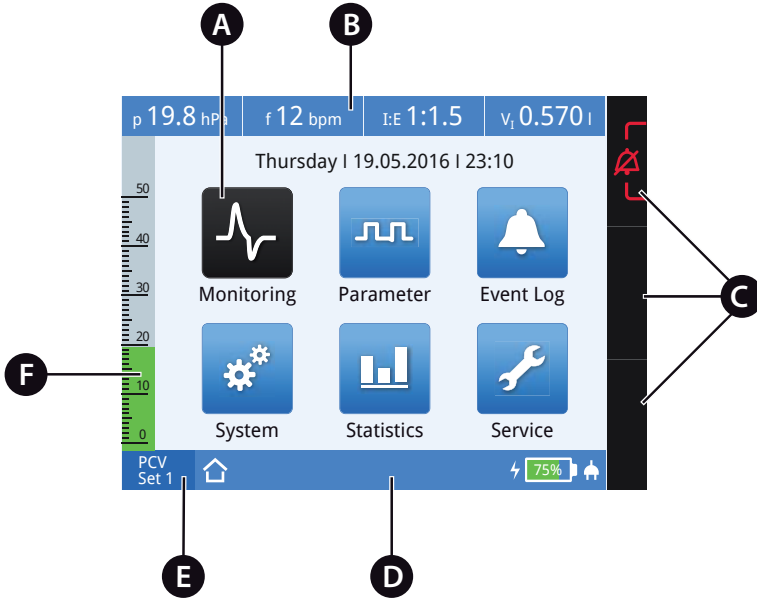 A
B
p 19.8 hPa f 12 bpm I:E 1:1.5 VI 0.570 l
Thursday I 19.05.2016 I 23:10
50
40
30
20
10
0
Monitoring Parameter Event Log
C
F
System Statistics Service
PCV
Set 1
75%
E
D